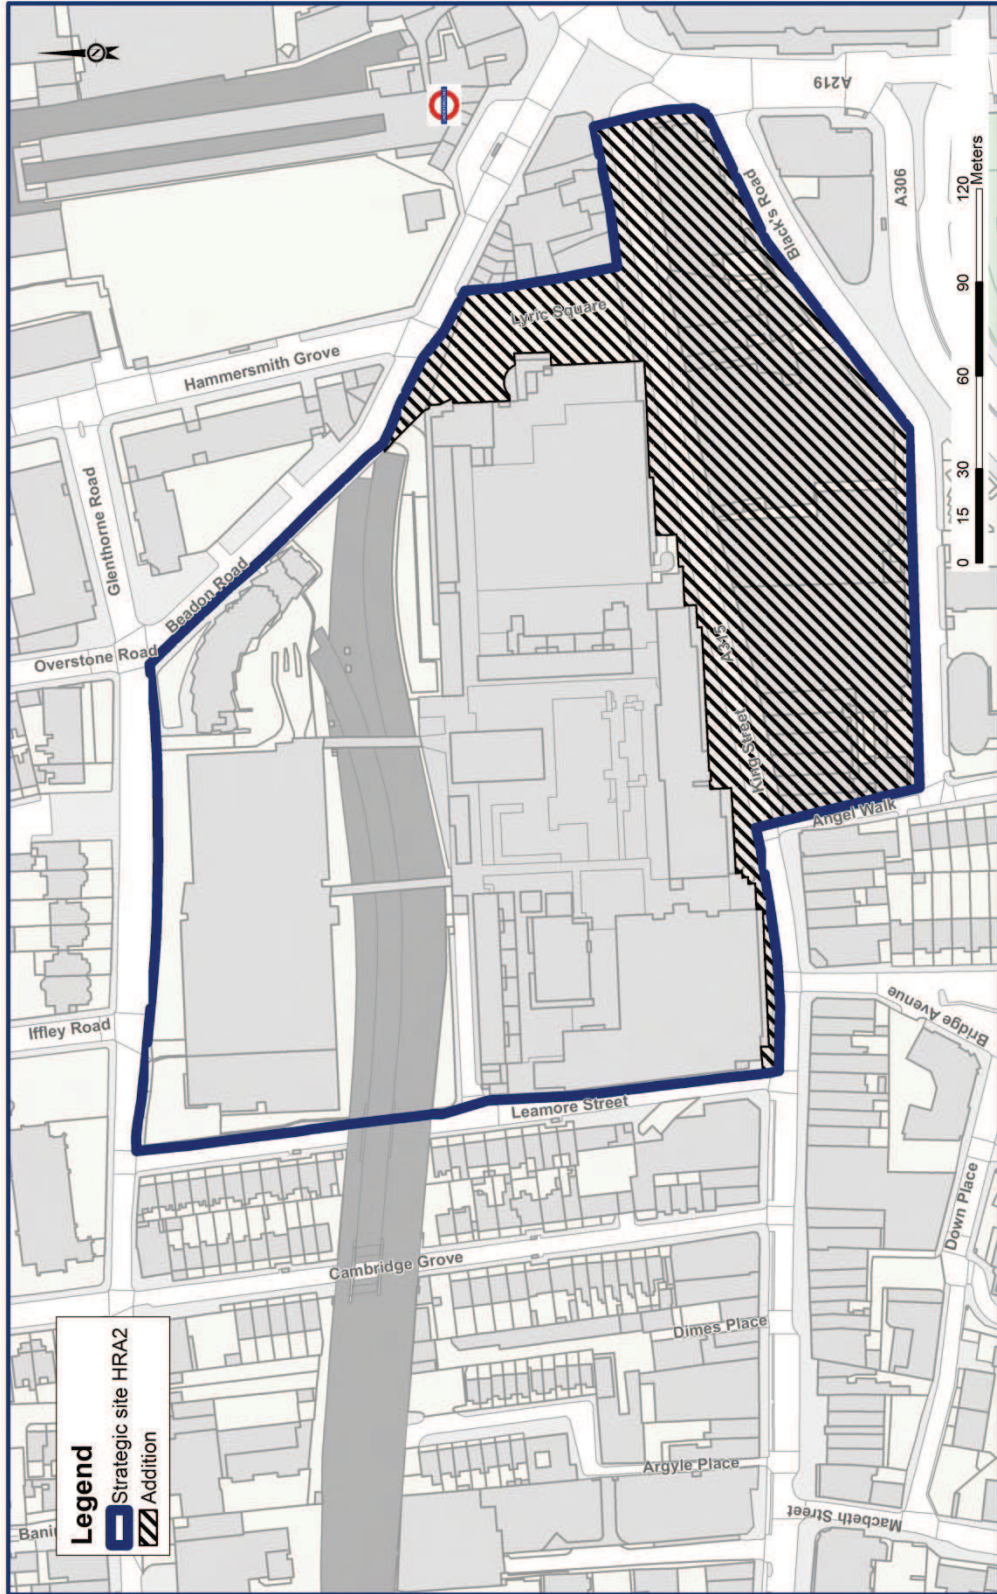 Legend
Strategic site HRA2
Addition
Iffley Road
Overstone Road
Glenthorne Road
Beadon Road
Hammersmith Grove
Lyric Square
Leamore Street
Cambridge Grove
Dimes Place
Argyle Place
Macbeth Street
Down Place
Bridge Avenue
Angel Walk
King Street
A315
Black's Road
A219
A306
0 15 30 60 90 120
Meters